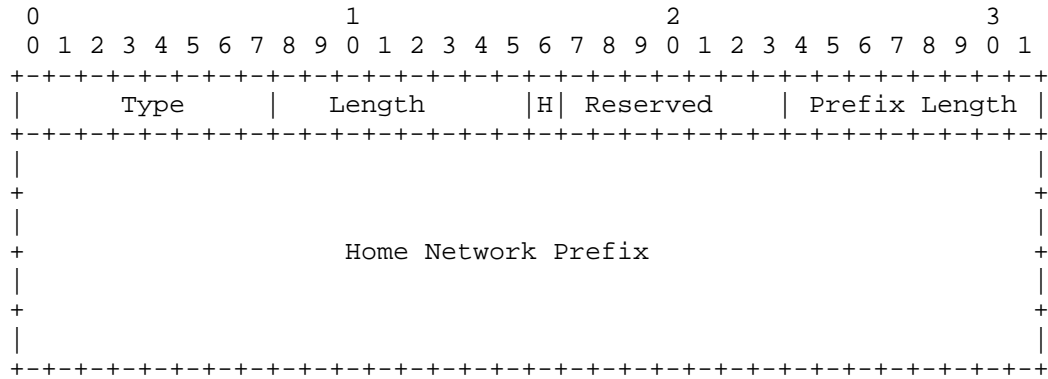 0                   1                   2                   3
 0 1 2 3 4 5 6 7 8 9 0 1 2 3 4 5 6 7 8 9 0 1 2 3 4 5 6 7 8 9 0 1
+-+-+-+-+-+-+-+-+-+-+-+-+-+-+-+-+-+-+-+-+-+-+-+-+-+-+-+-+-+-+-+-+
|      Type     |   Length      |H| Reserved    | Prefix Length |
+-+-+-+-+-+-+-+-+-+-+-+-+-+-+-+-+-+-+-+-+-+-+-+-+-+-+-+-+-+-+-+-+
|                                                               |
+                                                               +
|                                                               |
+                    Home Network Prefix                        +
|                                                               |
+                                                               +
|                                                               |
+-+-+-+-+-+-+-+-+-+-+-+-+-+-+-+-+-+-+-+-+-+-+-+-+-+-+-+-+-+-+-+-+